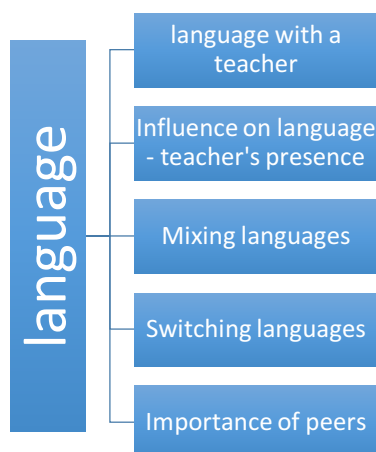 language
language with a
teacher
Influence on language
- teacher's presence
Mixing languages
Switching languages
Importance of peers